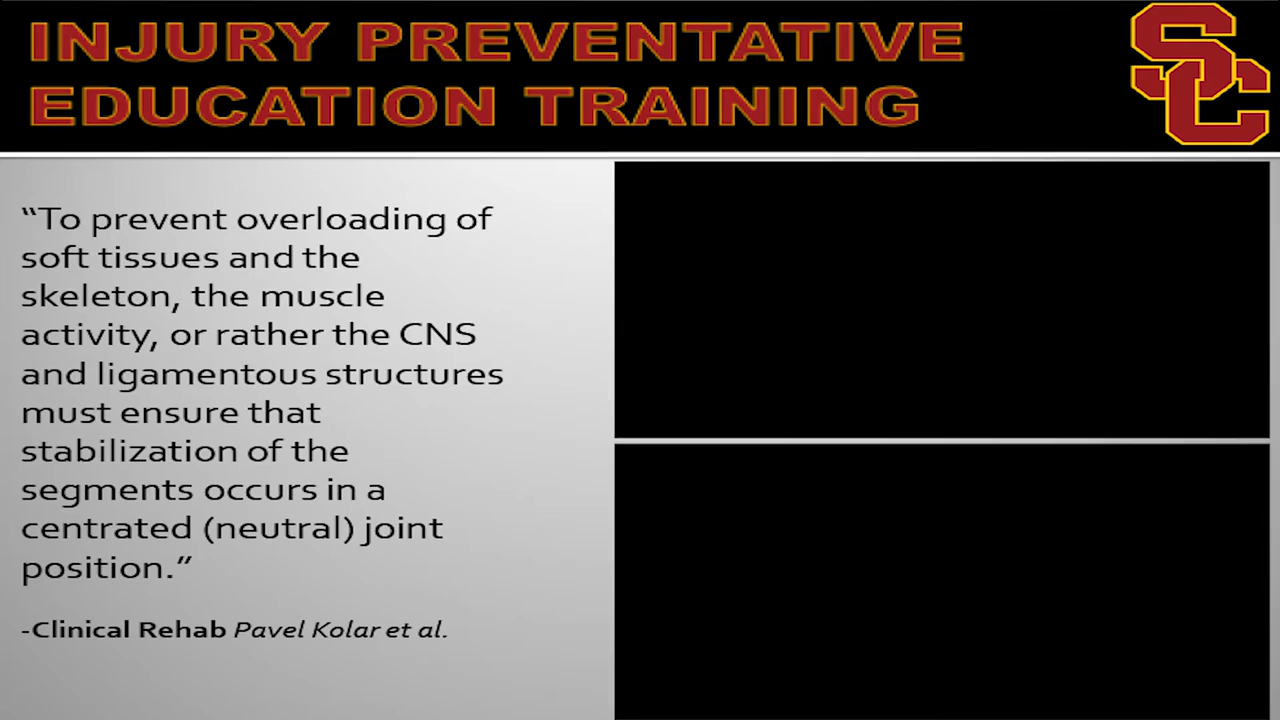 INJURY PREVENTATIVE
EDUCATION TRAINING
SC
“To prevent overloading of
soft tissues and the
skeleton, the muscle
activity, or rather the CNS
and ligamentous structures
must ensure that
stabilization of the
segments occurs in a
centrated (neutral) joint
position.”
-Clinical Rehab Pavel Kolar et al.